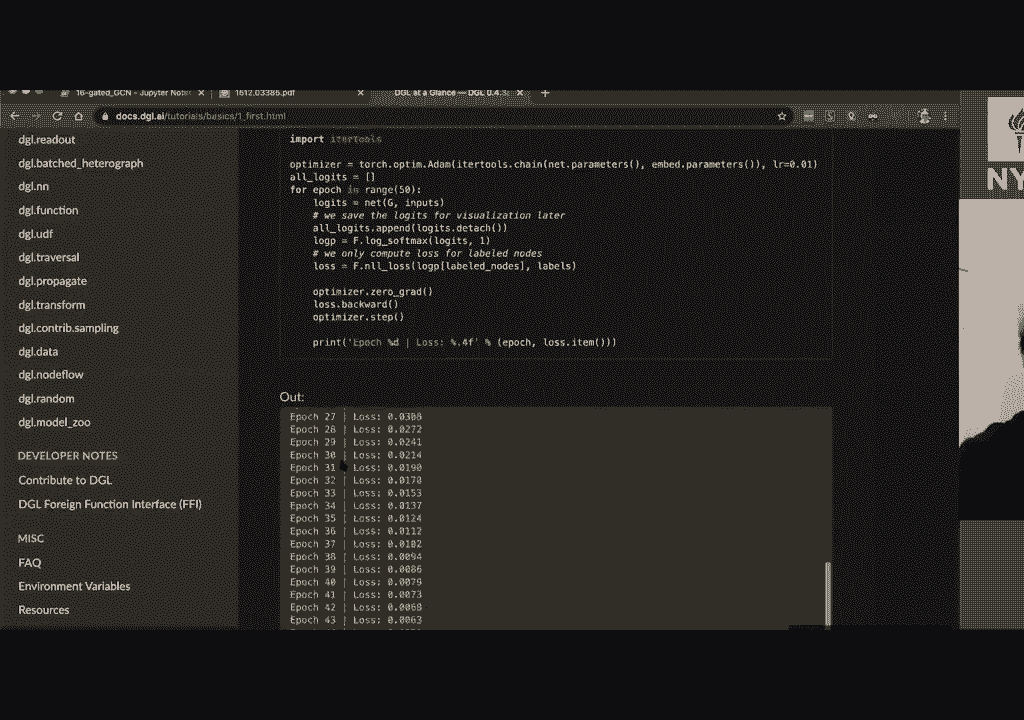 16-gated_GCN - Jupyter Note
1612.03385.pdf
DGL at a Glance — DGL 0.4.3
docs.dgl.ai/tutorials/basics/1_first.html
dgl.readout
dgl.batched_heterograph
dgl.nn
dgl.function
dgl.udf
dgl.traversal
dgl.propagate
dgl.transform
dgl.contrib.sampling
dgl.data
dgl.nodeflow
dgl.random
dgl.model_zoo
DEVELOPER NOTES
Contribute to DGL
DGL Foreign Function Interface (FFI)
MISC
FAQ
Environment Variables
Resources
import itertools
optimizer = torch.optim.Adam(itertools.chain(net.parameters(), embed.parameters()), lr=0.01)
all_logits = []
for epoch in range(50):
logits = net(G, inputs)
# we save the logits for visualization later
all_logits.append(logits.detach())
logp = F.log_softmax(logits, 1)
# we only compute loss for labeled nodes
loss = F.nll_loss(logp[labeled_nodes], labels)
optimizer.zero_grad()
loss.backward()
optimizer.step()
print('Epoch %d | Loss: %.4f' % (epoch, loss.item()))
Out:
Epoch 27 | Loss: 0.0308
Epoch 28 | Loss: 0.0272
Epoch 29 | Loss: 0.0241
Epoch 30 | Loss: 0.0214
Epoch 31 | Loss: 0.0190
Epoch 32 | Loss: 0.0170
Epoch 33 | Loss: 0.0153
Epoch 34 | Loss: 0.0137
Epoch 35 | Loss: 0.0124
Epoch 36 | Loss: 0.0112
Epoch 37 | Loss: 0.0102
Epoch 38 | Loss: 0.0094
Epoch 39 | Loss: 0.0086
Epoch 40 | Loss: 0.0079
Epoch 41 | Loss: 0.0073
Epoch 42 | Loss: 0.0068
Epoch 43 | Loss: 0.0063
NY